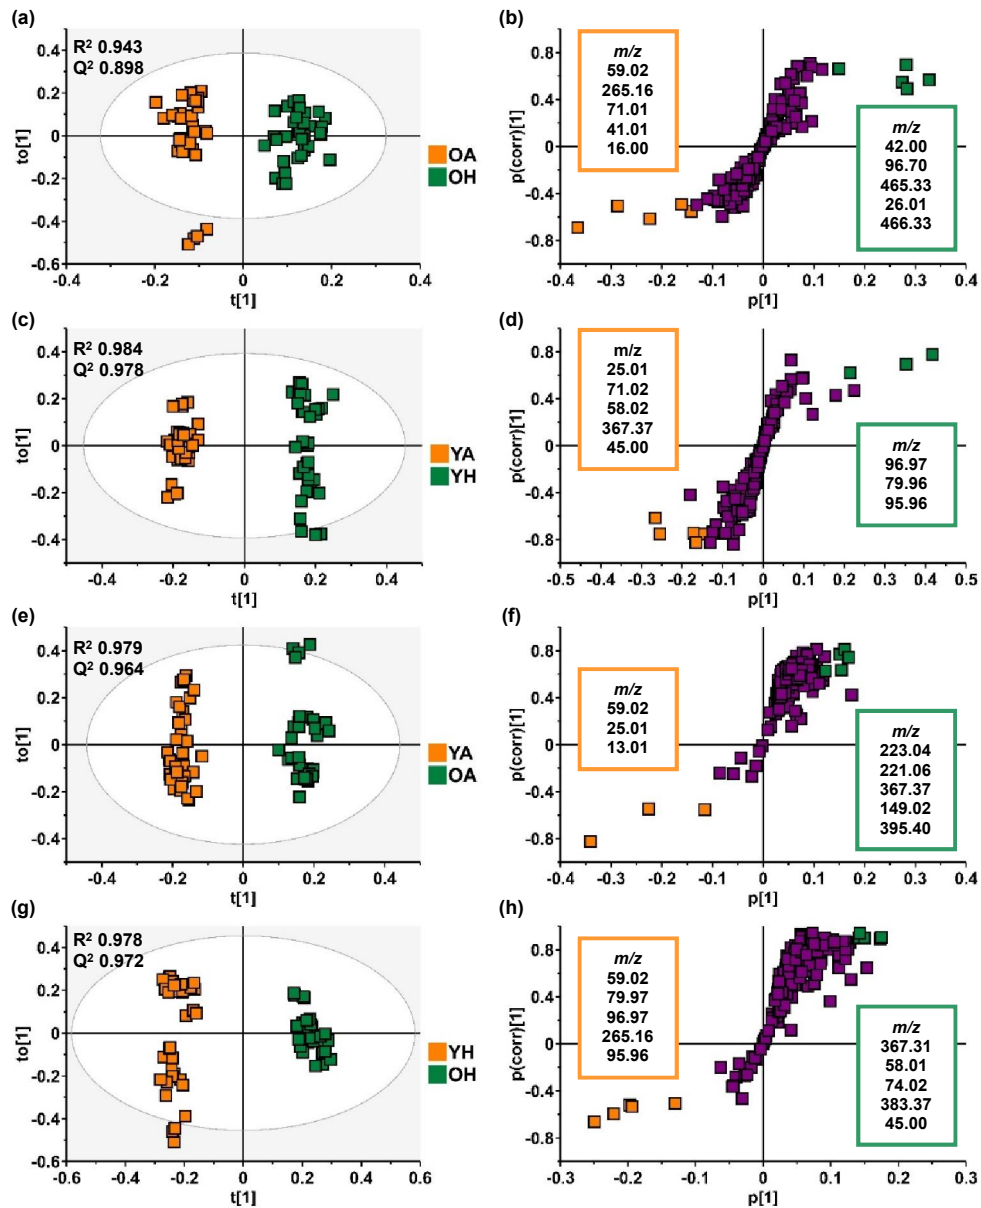 (a)
R² 0.943
Q² 0.898
0.4
0.2
0
-0.2
-0.4
-0.6
to[1]
-0.4
-0.2
0
0.2
0.4
t[1]
OA
OH
(b)
m/z
59.02
265.16
71.01
41.01
16.00
m/z
42.00
96.70
465.33
26.01
466.33
0.8
0.4
0
-0.4
-0.8
p(corr)[1]
-0.4
-0.3
-0.2
-0.1
0
0.1
0.2
0.3
0.4
p[1]
(c)
R² 0.984
Q² 0.978
0.4
0.2
0
-0.2
-0.4
to[1]
-0.4
-0.2
0
0.2
0.4
t[1]
YA
YH
(d)
m/z
25.01
71.02
58.02
367.37
45.00
m/z
96.97
79.96
95.96
0.8
0.4
0
-0.4
-0.8
p(corr)[1]
-0.5
-0.4
-0.3
-0.2
-0.1
0
0.1
0.2
0.3
0.4
0.5
p[1]
(e)
R² 0.979
Q² 0.964
0.4
0.2
0
-0.2
-0.4
to[1]
-0.4
-0.2
0
0.2
0.4
t[1]
YA
OA
(f)
m/z
59.02
25.01
13.01
m/z
223.04
221.06
367.37
149.02
395.40
0.8
0.4
0
-0.4
-0.8
p(corr)[1]
-0.4
-0.3
-0.2
-0.1
0
0.1
0.2
0.3
0.4
p[1]
(g)
R² 0.978
Q² 0.972
0.4
0.2
0
-0.2
-0.4
-0.6
to[1]
-0.6
-0.4
-0.2
0
0.2
0.4
0.6
t[1]
YH
OH
(h)
m/z
59.02
79.97
96.97
265.16
95.96
m/z
367.31
58.01
74.02
383.37
45.00
0.8
0.4
0
-0.4
-0.8
p(corr)[1]
-0.3
-0.2
-0.1
0
0.1
0.2
0.3
p[1]